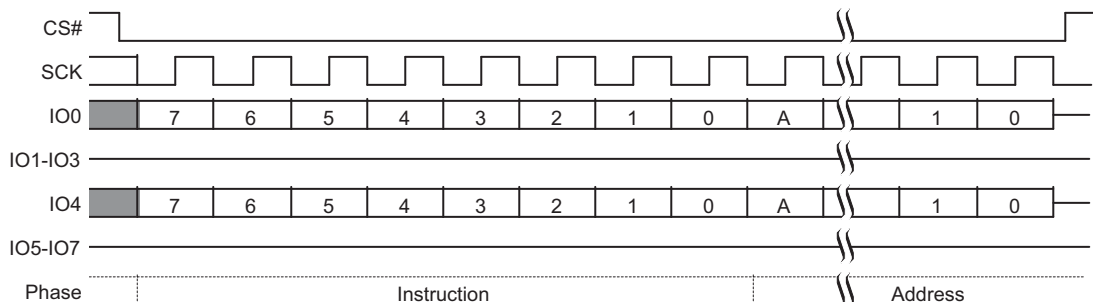 CS#
SCK
IO0 7 6 5 4 3 2 1 0 A 1 0
IO1-IO3
IO4 7 6 5 4 3 2 1 0 A 1 0
IO5-IO7
Phase Instruction Address